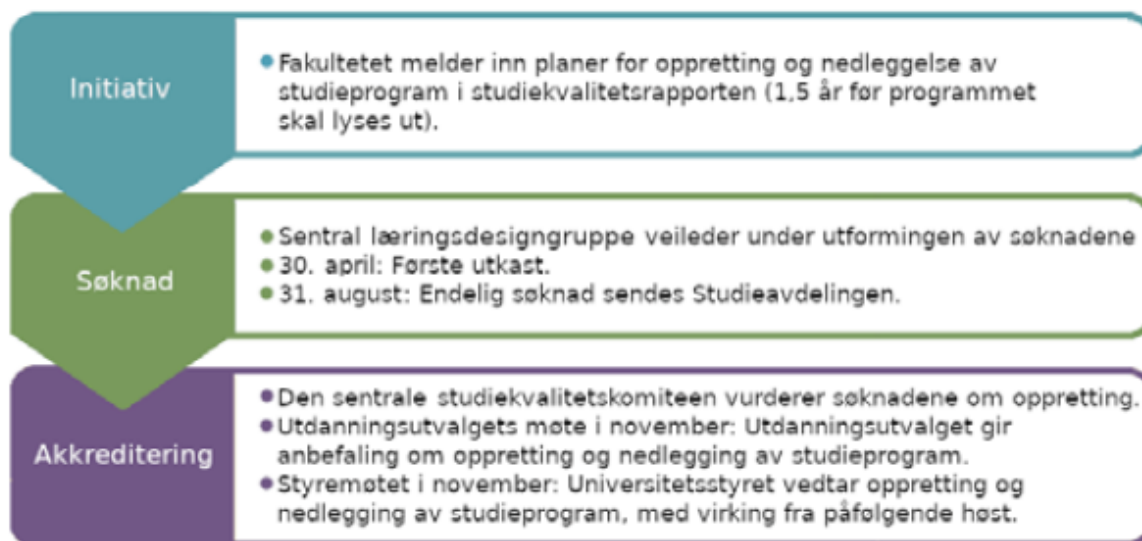 Initiativ
• Fakultetet melder inn planer for oppretting og nedleggelse av
studieprogram i studiekvalitetsrapporten (1,5 år før programmet
skal lyses ut).
Søknad
• Sentral læringsdesigngruppe veileder under utformingen av søknadene
• 30. april: Første utkast.
• 31. august: Endelig søknad sendes Studieavdelingen.
Akkreditering
• Den sentrale studiekvalitetskomiteen vurderer søknadene om oppretting.
• Utdanningsutvalgets møte i november: Utdanningsutvalget gir
anbefaling om oppretting og nedlegging av studieprogram.
• Styremøtet i november: Universitetsstyret vedtar oppretting og
nedlegging av studieprogram, med virking fra påfølgende høst.